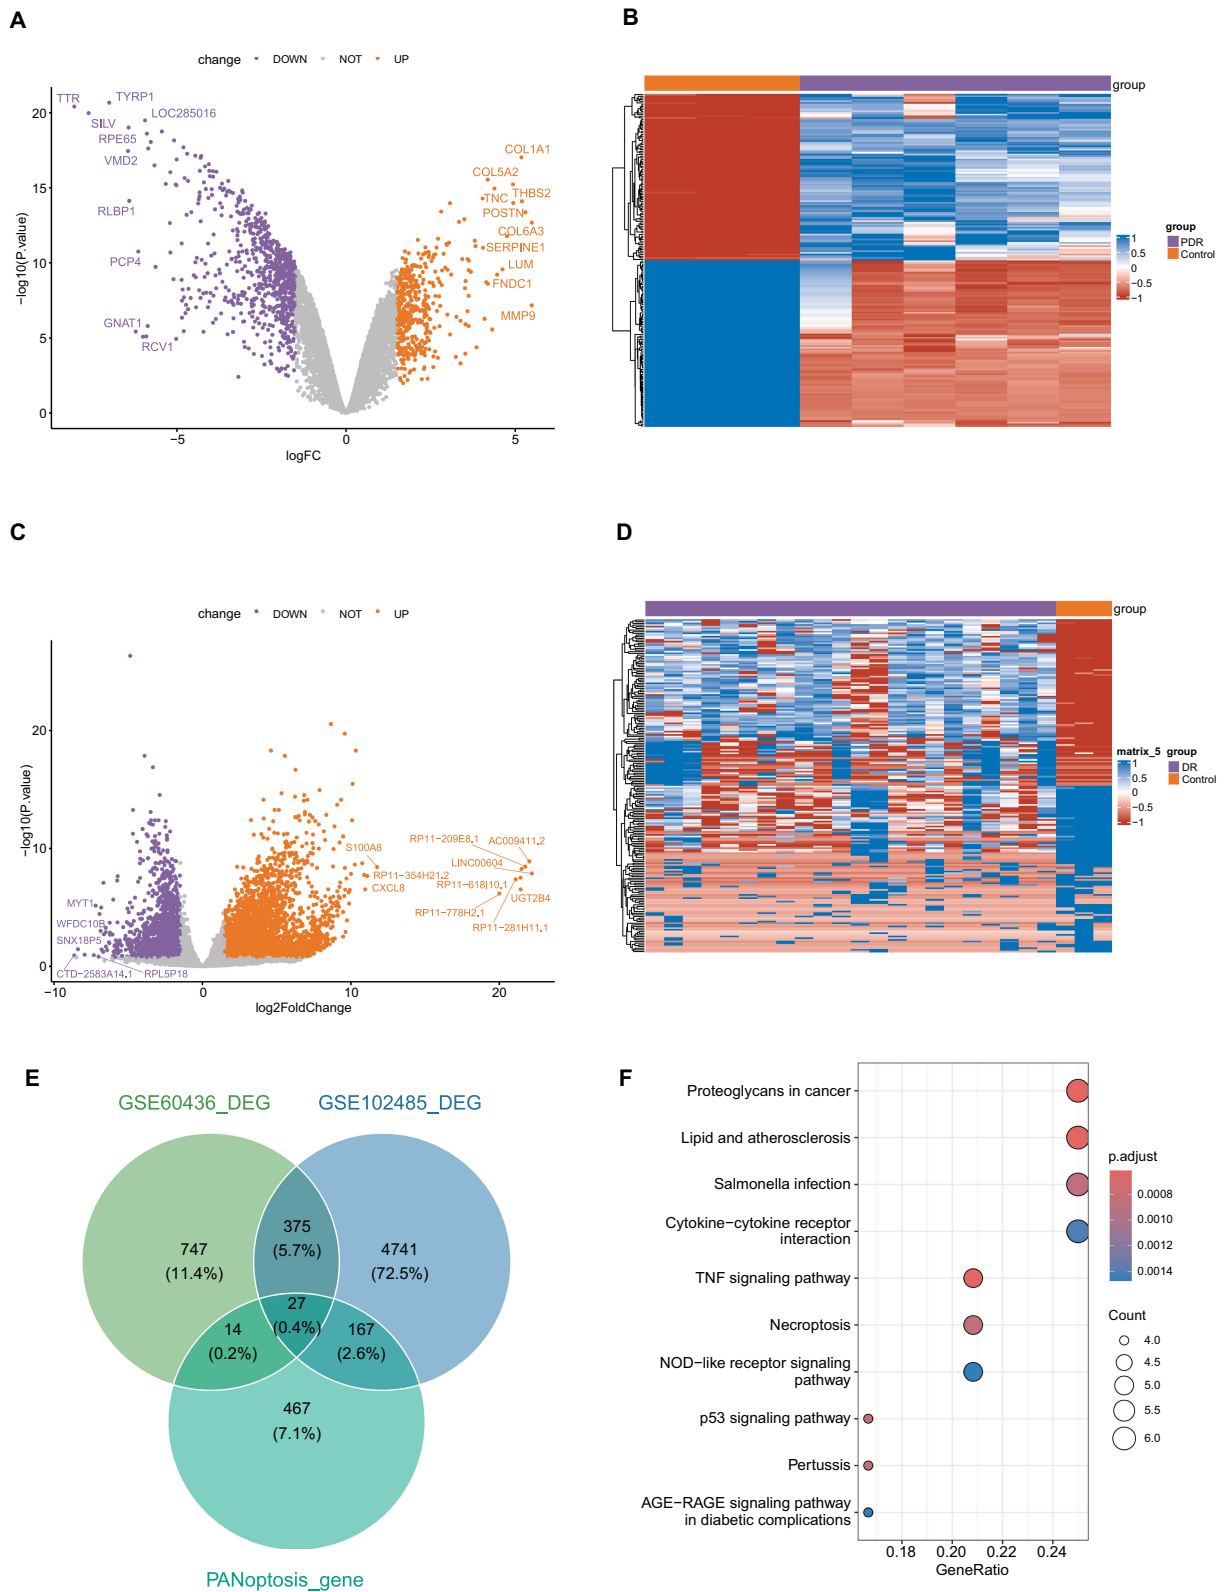 A
change DOWN NOT UP
TTR
TYRP1
LOC285016
SILV
RPE65
VMD2
RLBP1
PCP4
GNAT1
RCV1
COL1A1
COL5A2
TNC
THBS2
POSTN
COL6A3
SERPINE1
LUM
FNDC1
MMP9
20
15
10
5
0
−log10(P.value)
−5 0 5
logFC
B
group
group
PDR
Control
1
0.5
0
−0.5
−1
C
change DOWN NOT UP
MYT1
WFDC10B
SNX18P5
CTD−2583A14.1
RPL5P18
S100A8
RP11−354H21.2
CXCL8
RP11−209E8.1
AC009411.2
LINC00604
RP11−618I10.1
UGT2B4
RP11−778H2.1
RP11−281H11.1
20
10
0
−log10(P.value)
−10 0 10 20
log2FoldChange
D
group
matrix_5 group
DR
Control
1
0.5
0
−0.5
−1
E
GSE60436_DEG GSE102485_DEG
375
(5.7%)
747
(11.4%)
4741
(72.5%)
27
(0.4%)
14
(0.2%)
167
(2.6%)
467
(7.1%)
PANoptosis_gene
F
Proteoglycans in cancer
Lipid and atherosclerosis
Salmonella infection
Cytokine−cytokine receptor
interaction
TNF signaling pathway
Necroptosis
NOD−like receptor signaling
pathway
p53 signaling pathway
Pertussis
AGE−RAGE signaling pathway
in diabetic complications
0.18 0.20 0.22 0.24
GeneRatio
p.adjust
0.0008
0.0010
0.0012
0.0014
Count
4.0
4.5
5.0
5.5
6.0